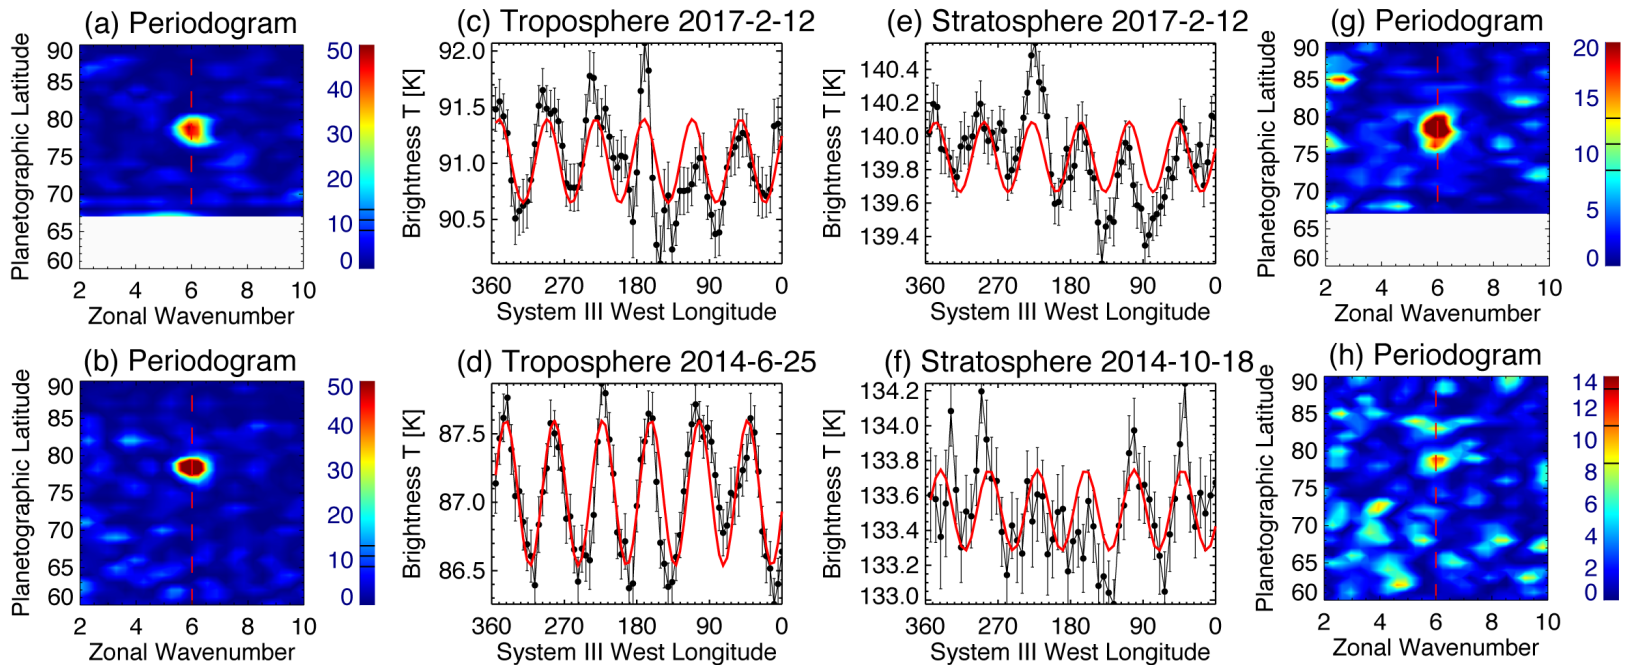 (a) Periodogram
Planetographic Latitude
90
85
80
75
70
65
60
2 4 6 8 10
Zonal Wavenumber
50
40
30
20
10
0
(c) Troposphere 2017-2-12
Brightness T [K]
92.0
91.5
91.0
90.5
360 270 180 90 0
System III West Longitude
(e) Stratosphere 2017-2-12
Brightness T [K]
140.4
140.2
140.0
139.8
139.6
139.4
360 270 180 90 0
System III West Longitude
(g) Periodogram
Planetographic Latitude
90
85
80
75
70
65
60
2 4 6 8 10
Zonal Wavenumber
20
15
10
5
0
(b) Periodogram
Planetographic Latitude
90
85
80
75
70
65
60
2 4 6 8 10
Zonal Wavenumber
50
40
30
20
10
0
(d) Troposphere 2014-6-25
Brightness T [K]
87.5
87.0
86.5
360 270 180 90 0
System III West Longitude
(f) Stratosphere 2014-10-18
Brightness T [K]
134.2
134.0
133.8
133.6
133.4
133.2
133.0
360 270 180 90 0
System III West Longitude
(h) Periodogram
Planetographic Latitude
90
85
80
75
70
65
60
2 4 6 8 10
Zonal Wavenumber
14
12
10
8
6
4
2
0